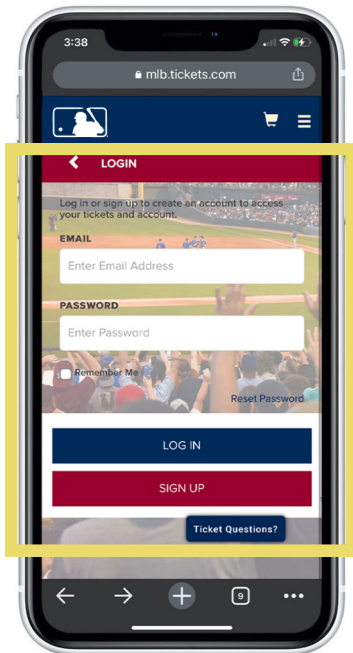 3:38
mlb.tickets.com
LOGIN
Log in or sign up to create an account to access
your tickets and account.
EMAIL
Enter Email Address
PASSWORD
Enter Password
Remember Me
Reset Password
LOG IN
SIGN UP
Ticket Questions?
9